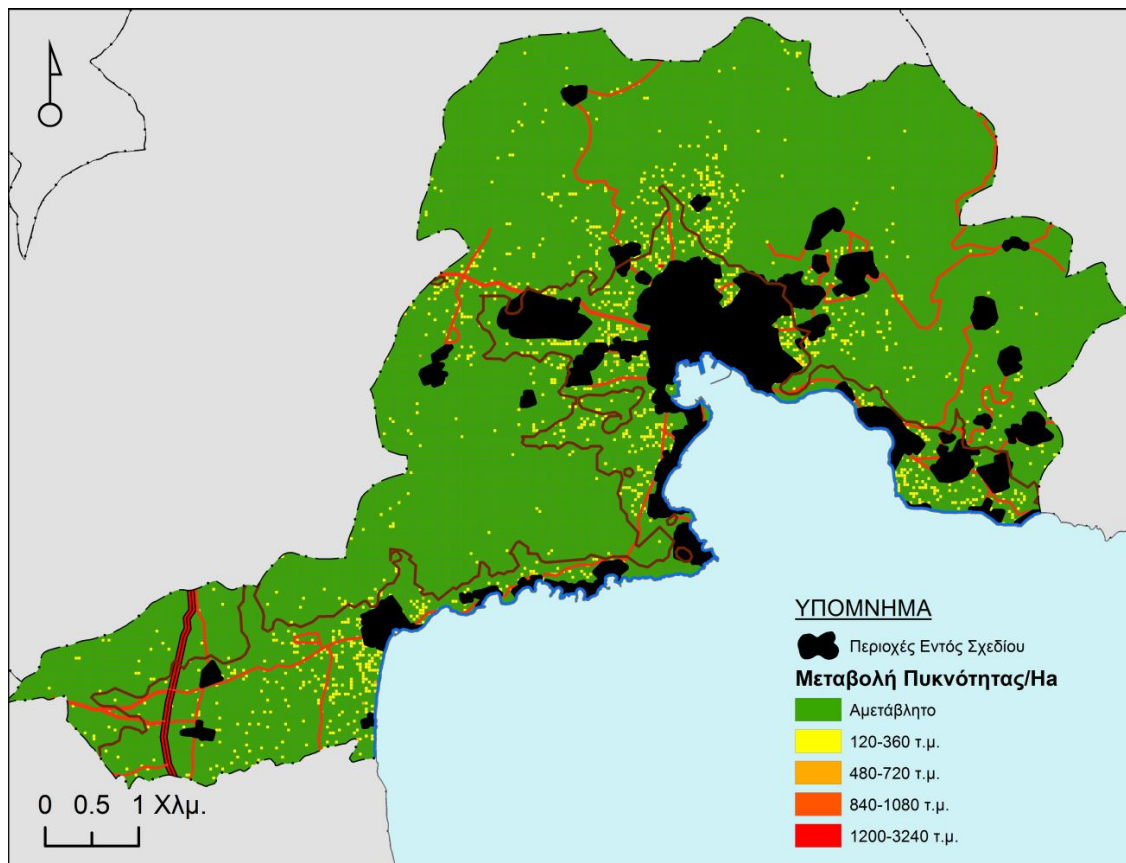 ΥΠΟΜΝΗΜΑ
Περιοχές Εντός Σχεδίου
Μεταβολή Πυκνότητας/Ha
Αμετάβλητο
120-360 τ.μ.
480-720 τ.μ.
840-1080 τ.μ.
1200-3240 τ.μ.
0 0.5 1 Χλμ.